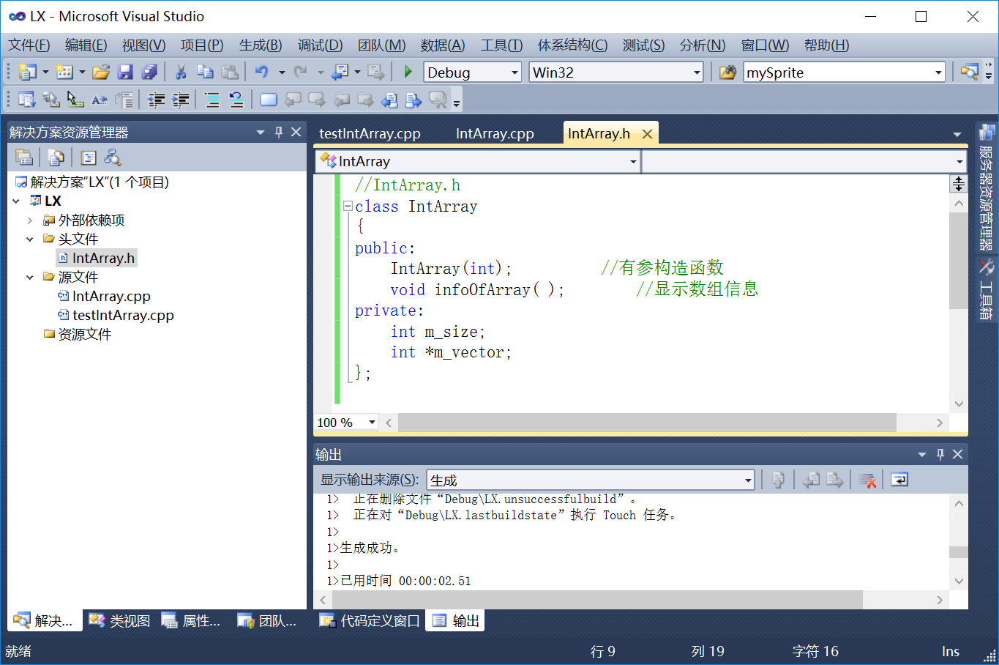 LX - Microsoft Visual Studio
文件(F) 编辑(E) 视图(V) 项目(P) 生成(B) 调试(D) 团队(M) 数据(A) 工具(T) 体系结构(C) 测试(S) 分析(N) 窗口(W) 帮助(H)
Debug Win32 mySprite
解决方案资源管理器
解决方案“LX”(1 个项目)
LX
外部依赖项
头文件
IntArray.h
源文件
IntArray.cpp
testIntArray.cpp
资源文件
testIntArray.cpp IntArray.cpp IntArray.h
IntArray
//IntArray.h
class IntArray
{
public:
IntArray(int); //有参构造函数
void infoOfArray( ); //显示数组信息
private:
int m_size;
int *m_vector;
};
100 %
输出
显示输出来源(S): 生成
1> 正在删除文件“Debug\LX.unsuccessfulbuild”。
1> 正在对“Debug\LX.lastbuildstate”执行 Touch 任务。
1>
1>生成成功。
1>
1>已用时间 00:00:02.51
服务器资源管理器
工具箱
解决... 类视图 属性... 团队... 代码定义窗口 输出
就绪 行 9 列 19 字符 16 Ins